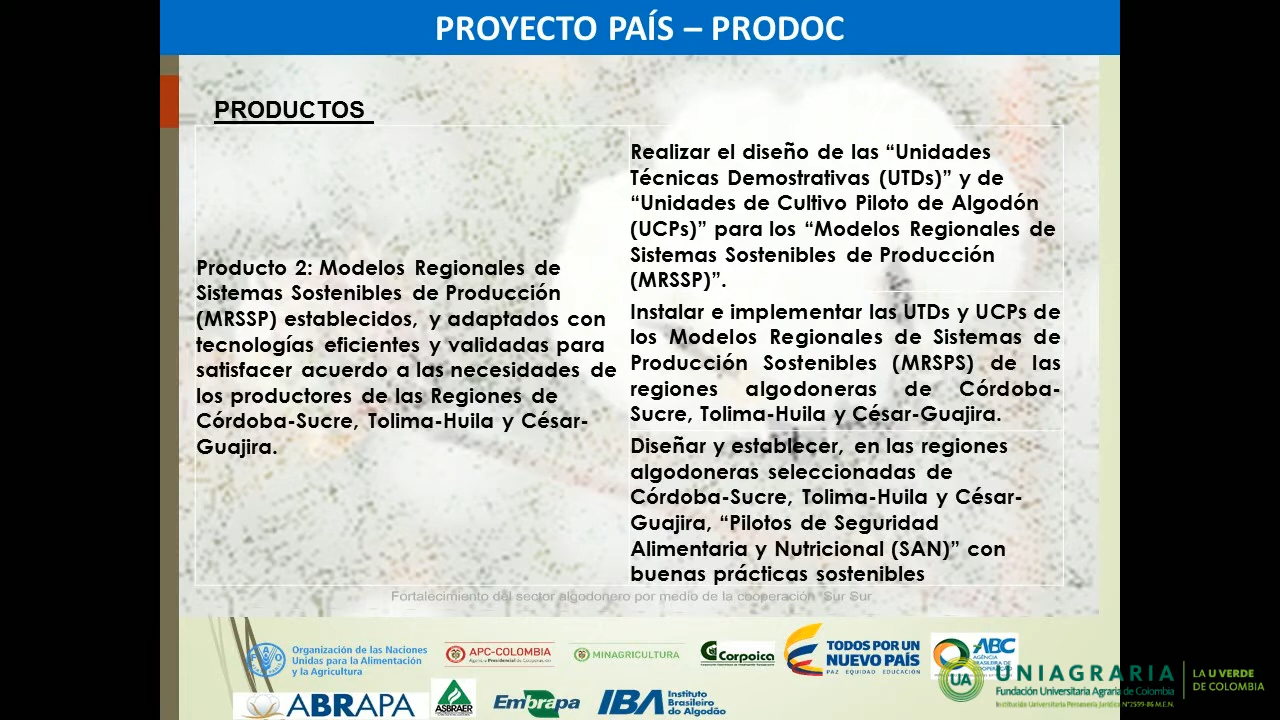 PROYECTO PAÍS – PRODOC
PRODUCTOS
Producto 2: Modelos Regionales de
Sistemas Sostenibles de Producción
(MRSSP) establecidos, y adaptados con
tecnologías eficientes y validadas para
satisfacer acuerdo a las necesidades de
los productores de las Regiones de
Córdoba-Sucre, Tolima-Huila y César-
Guajira.
Realizar el diseño de las “Unidades
Técnicas Demostrativas (UTDs)” y de
“Unidades de Cultivo Piloto de Algodón
(UCPs)” para los “Modelos Regionales de
Sistemas Sostenibles de Producción
(MRSSP)”.
Instalar e implementar las UTDs y UCPs de
los Modelos Regionales de Sistemas de
Producción Sostenibles (MRSPS) de las
regiones algodoneras de Córdoba-
Sucre, Tolima-Huila y César-Guajira.
Diseñar y establecer, en las regiones
algodoneras seleccionadas de
Córdoba-Sucre, Tolima-Huila y César-
Guajira, “Pilotos de Seguridad
Alimentaria y Nutricional (SAN)” con
buenas prácticas sostenibles
Fortalecimiento del sector algodonero por medio de la cooperación Sur Sur
Organización de las Naciones
Unidas para la Alimentación
y la Agricultura
APC-COLOMBIA
MINAGRICULTURA
Corpoica
TODOS POR UN
NUEVO PAÍS
PAZ EQUIDAD EDUCACIÓN
ABC
AGÊNCIA
BRASILEIRA DE
UA
UNIAGRARIA
Fundación Universitaria Agraria de Colombia
LA U VERDE
DE COLOMBIA
ABRAPA
ASBRAER
Embrapa
IBA
Instituto
Brasileiro
do Algodão